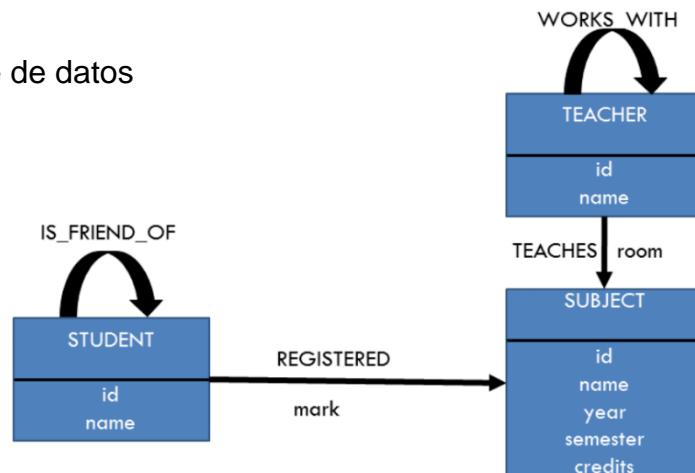 de datos
WORKS_WITH
TEACHER
id
name
IS_FRIEND_OF
TEACHES room
SUBJECT
STUDENT
id
name
REGISTERED
mark
id
name
year
semester
credits